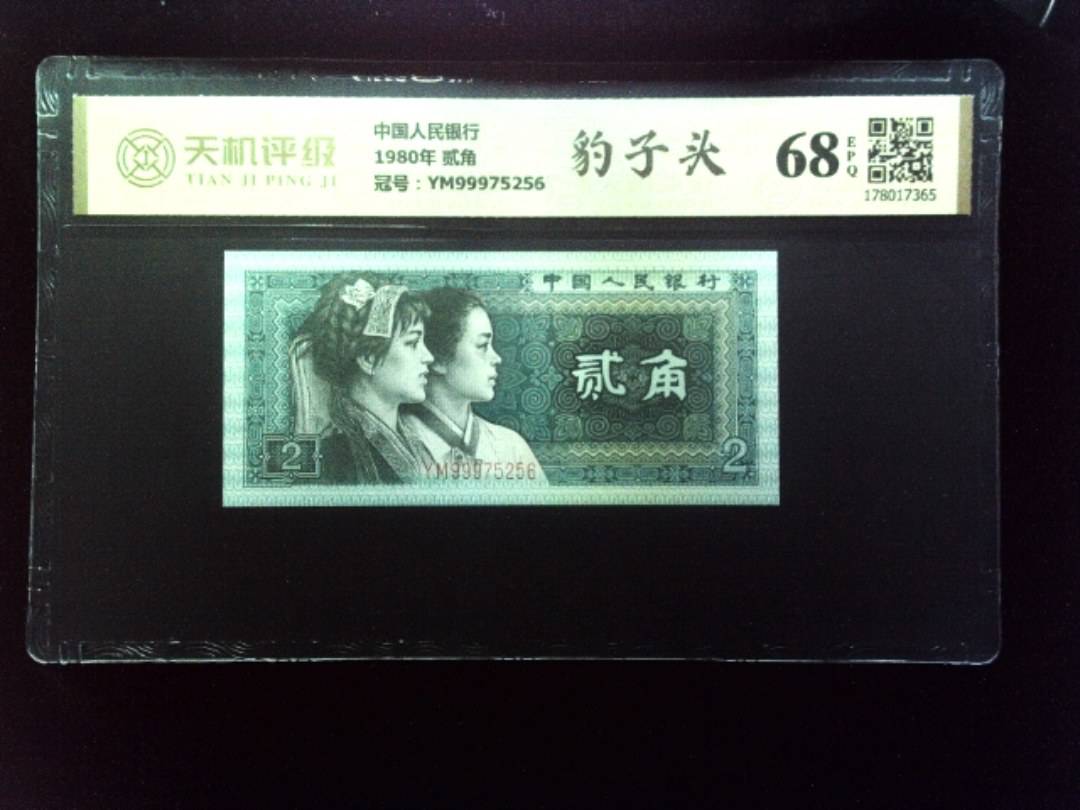 天机评级
TIAN JI PING JI
中国人民银行
1980年 贰角
冠号：YM99975256
豹子头
68
EPQ
178017365
中国人民银行
贰角
2
2
YM99975256